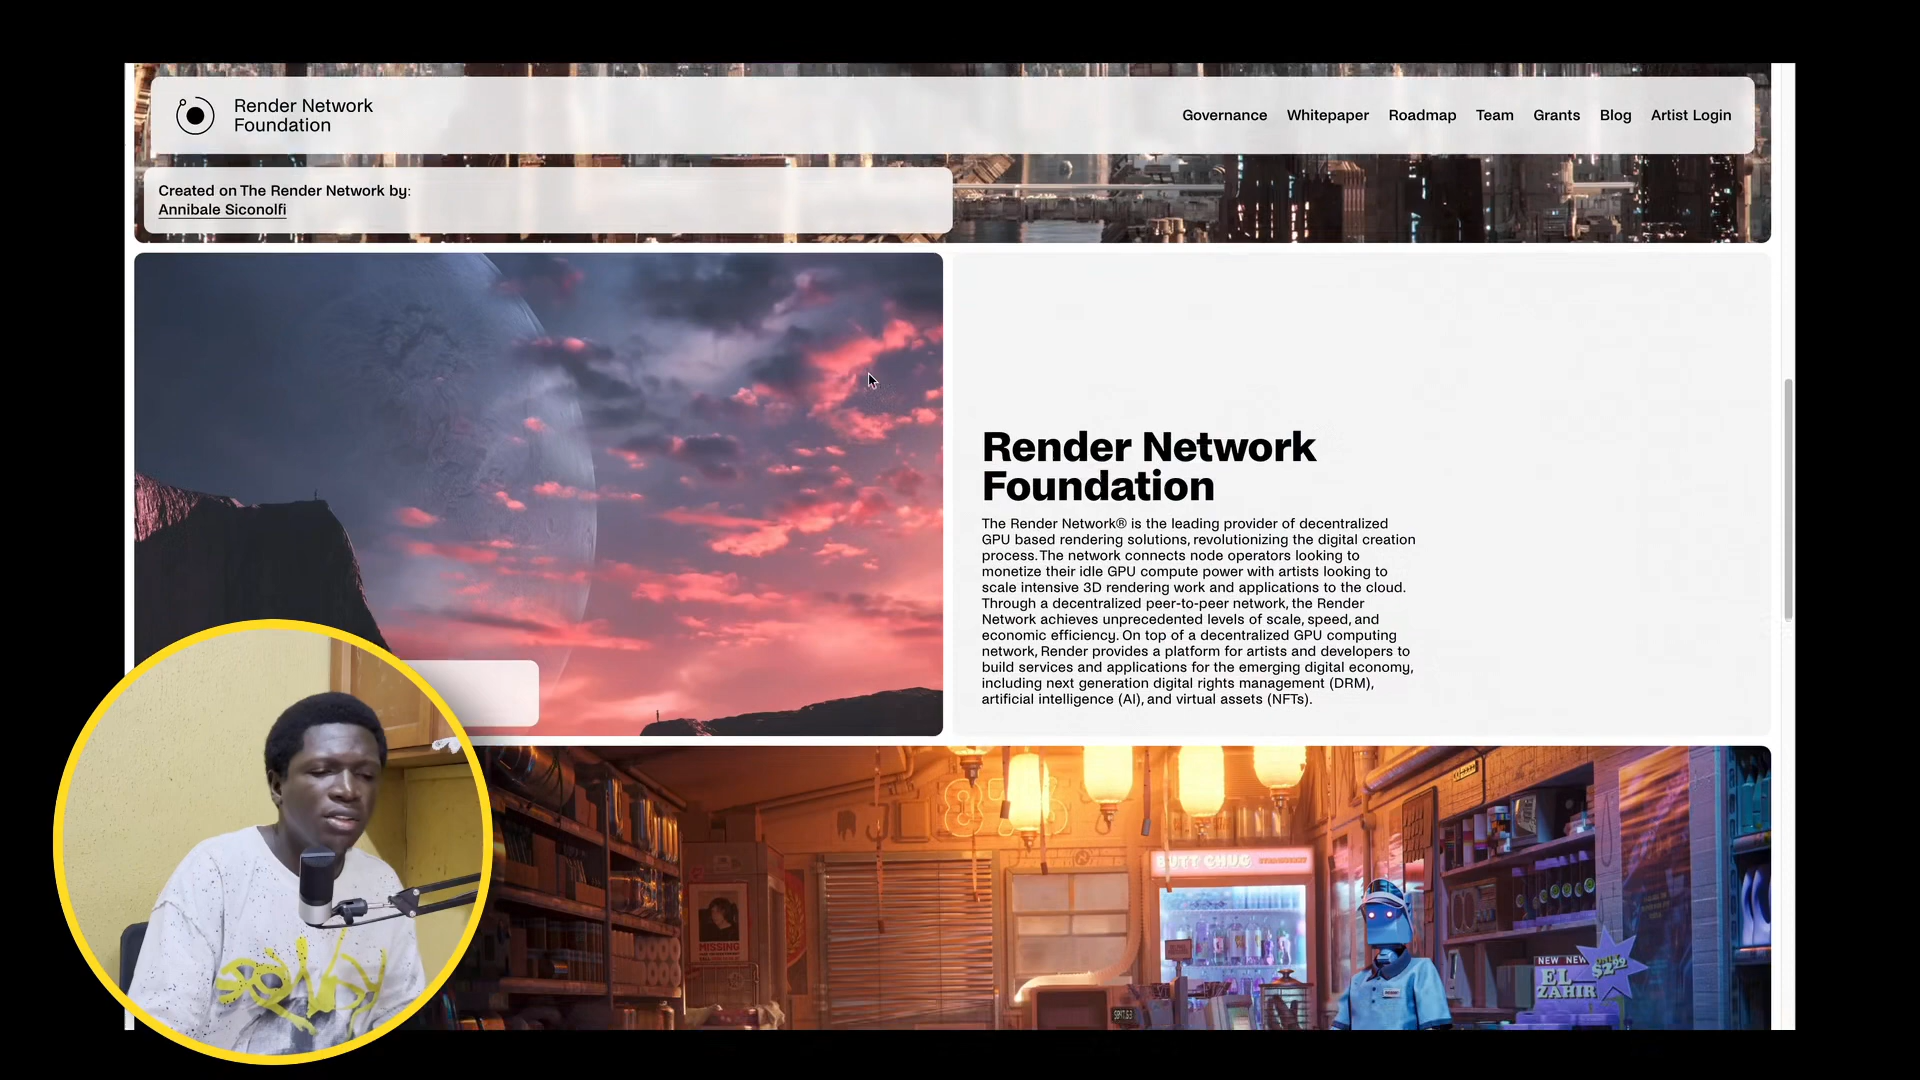 Render Network
Foundation
Governance Whitepaper Roadmap Team Grants Blog Artist Login
Created on The Render Network by:
Annibale Siconolfi
Render Network
Foundation
The Render Network® is the leading provider of decentralized
GPU based rendering solutions, revolutionizing the digital creation
process. The network connects node operators looking to
monetize their idle GPU compute power with artists looking to
scale intensive 3D rendering work and applications to the cloud.
Through a decentralized peer-to-peer network, the Render
Network achieves unprecedented levels of scale, speed, and
economic efficiency. On top of a decentralized GPU computing
network, Render provides a platform for artists and developers to
build services and applications for the emerging digital economy,
including next generation digital rights management (DRM),
artificial intelligence (AI), and virtual assets (NFTs).
876
BUTT CHUG
MISSING
NEW NEW
EL
ZAHIR
$2.99